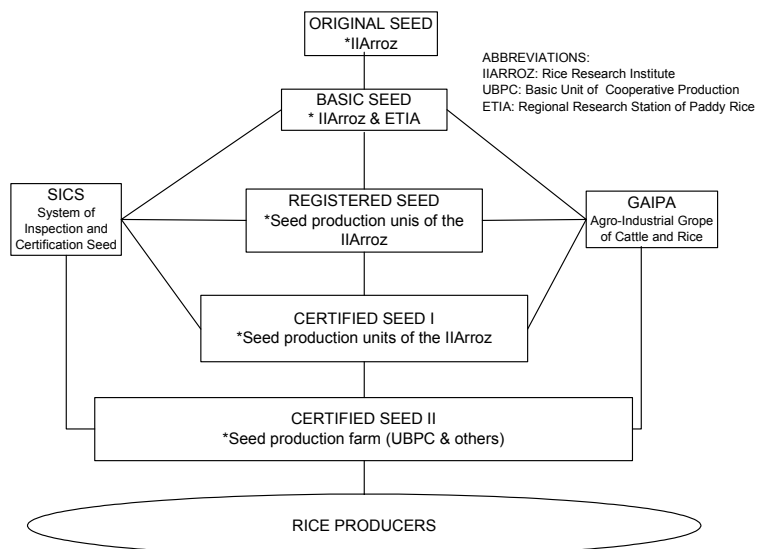 ORIGINAL SEED
*IIArroz
ABBREVIATIONS:
IIARROZ: Rice Research Institute
UBPC: Basic Unit of Cooperative Production
ETIA: Regional Research Station of Paddy Rice
BASIC SEED
* IIArroz & ETIA
SICS
System of
Inspection and
Certification Seed
REGISTERED SEED
*Seed production unis of the
IIArroz
GAIPA
Agro-Industrial Grope
of Cattle and Rice
CERTIFIED SEED I
*Seed production units of the IIArroz
CERTIFIED SEED II
*Seed production farm (UBPC & others)
RICE PRODUCERS